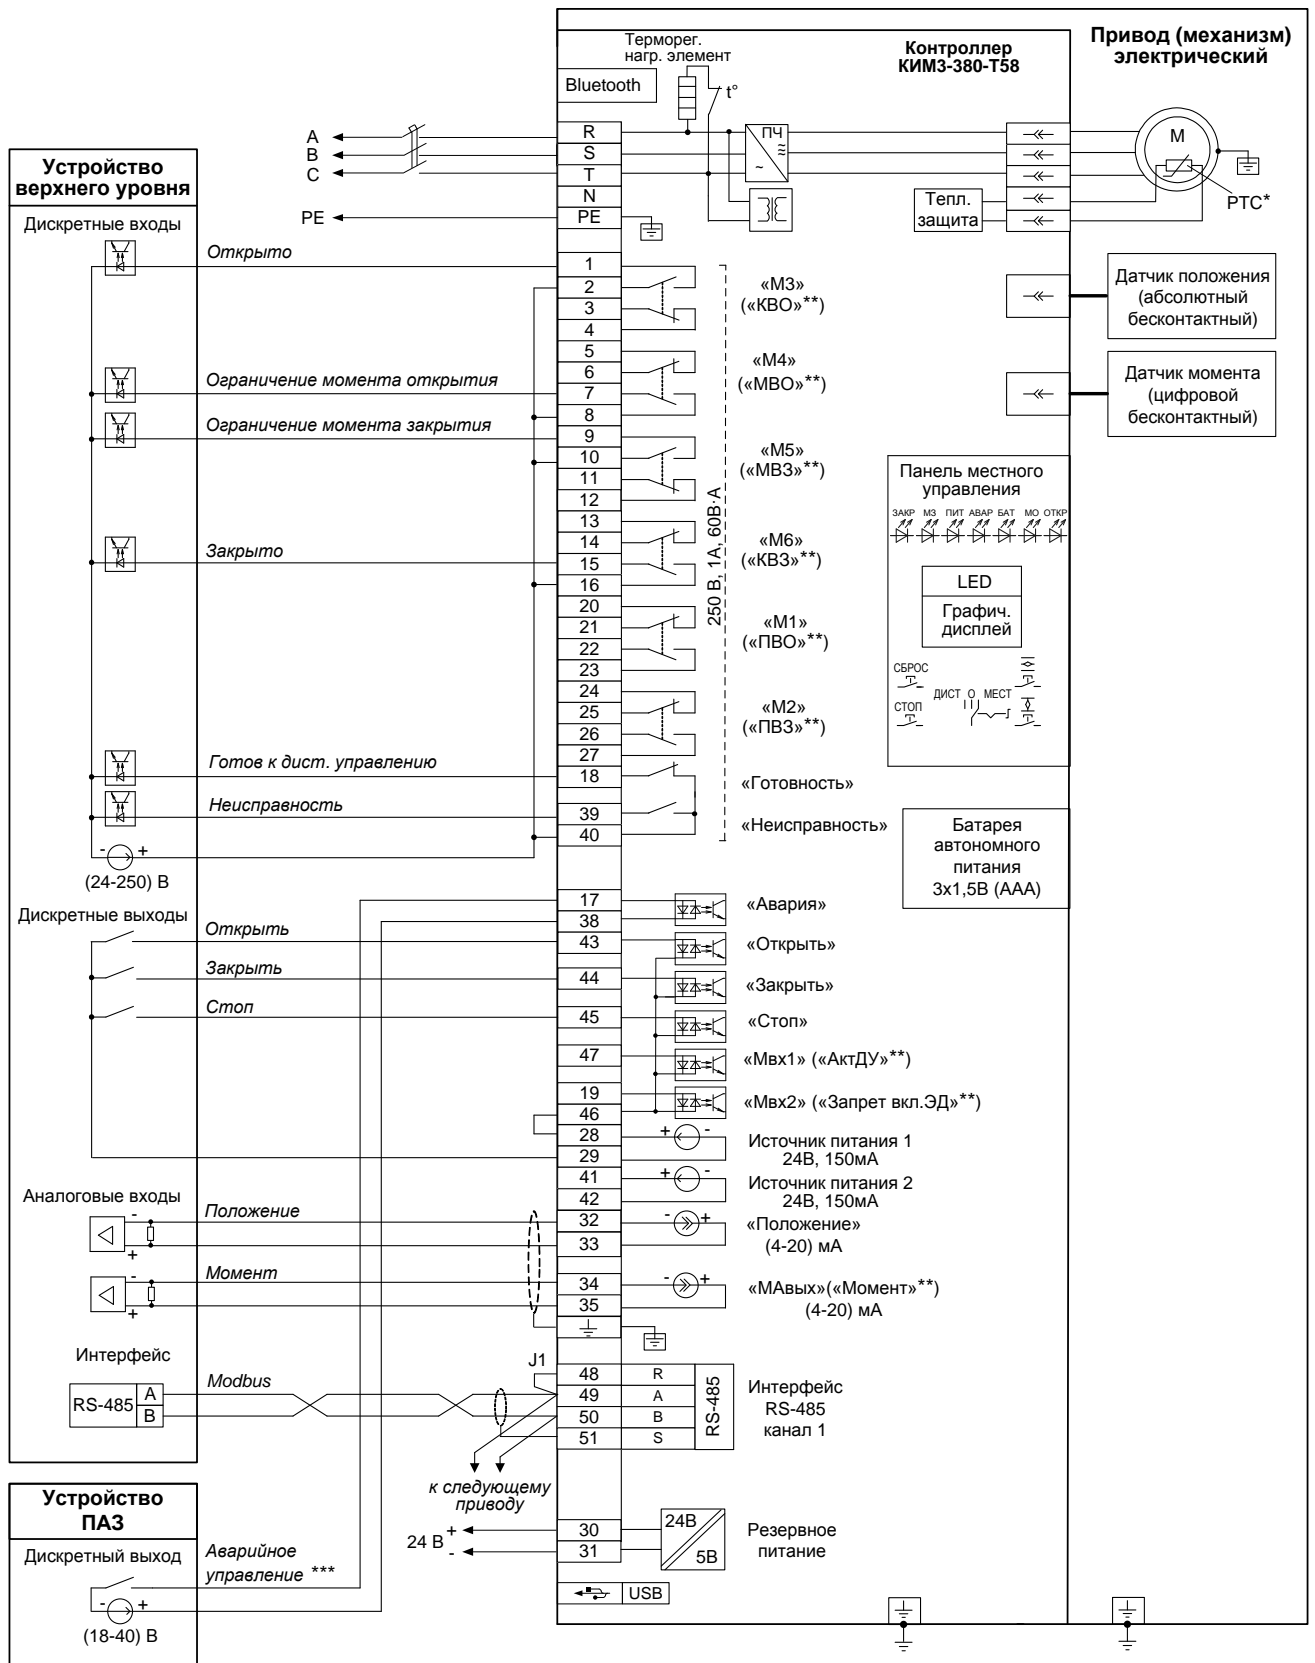 Привод (механизм)
электрический
Контроллер
КИМ3-380-Т58
Терморег.
нагр. элемент
t°
Bluetooth
A
B
C
PE
R
S
T
N
PE
ПЧ
≈
~
Тепл.
защита
M
PTC*
Устройство
верхнего уровня
Дискретные входы
Открыто
Ограничение момента открытия
Ограничение момента закрытия
Закрыто
Готов к дист. управлению
Неисправность
- +
(24-250) В
1
2
3
4
5
6
7
8
9
10
11
12
13
14
15
16
20
21
22
23
24
25
26
27
18
39
40
«М3»
(«КВО»**)
«М4»
(«МВО»**)
«М5»
(«МВЗ»**)
«М6»
(«КВЗ»**)
«М1»
(«ПВО»**)
«М2»
(«ПВЗ»**)
«Готовность»
«Неисправность»
250 В, 1А, 60В·А
Датчик положения
(абсолютный
бесконтактный)
Датчик момента
(цифровой
бесконтактный)
Панель местного
управления
ЗАКР МЗ ПИТ АВАР БАТ МО ОТКР
LED
Графич.
дисплей
СБРОС
СТОП
ДИСТ О МЕСТ
Батарея
автономного
питания
3х1,5В (ААА)
Дискретные выходы
Открыть
Закрыть
Стоп
17
38
43
44
45
47
19
46
28
29
41
42
32
33
34
35
«Авария»
«Открыть»
«Закрыть»
«Стоп»
«Мвх1» («АктДУ»**)
«Мвх2» («Запрет вкл.ЭД»**)
+ -
Источник питания 1
24В, 150мА
+ -
Источник питания 2
24В, 150мА
- +
«Положение»
(4-20) мА
- +
«МАвых»(«Момент»**)
(4-20) мА
Аналоговые входы
-
+
Положение
-
+
Момент
Интерфейс
RS-485
A
B
Modbus
J1
48 R
49 A
50 B
51 S
RS-485
Интерфейс
RS-485
канал 1
к следующему
приводу
24 В
+
-
30
31
24В
5В
Резервное
питание
USB
Устройство
ПАЗ
Дискретный выход
Аварийное
управление ***
- +
(18-40) В